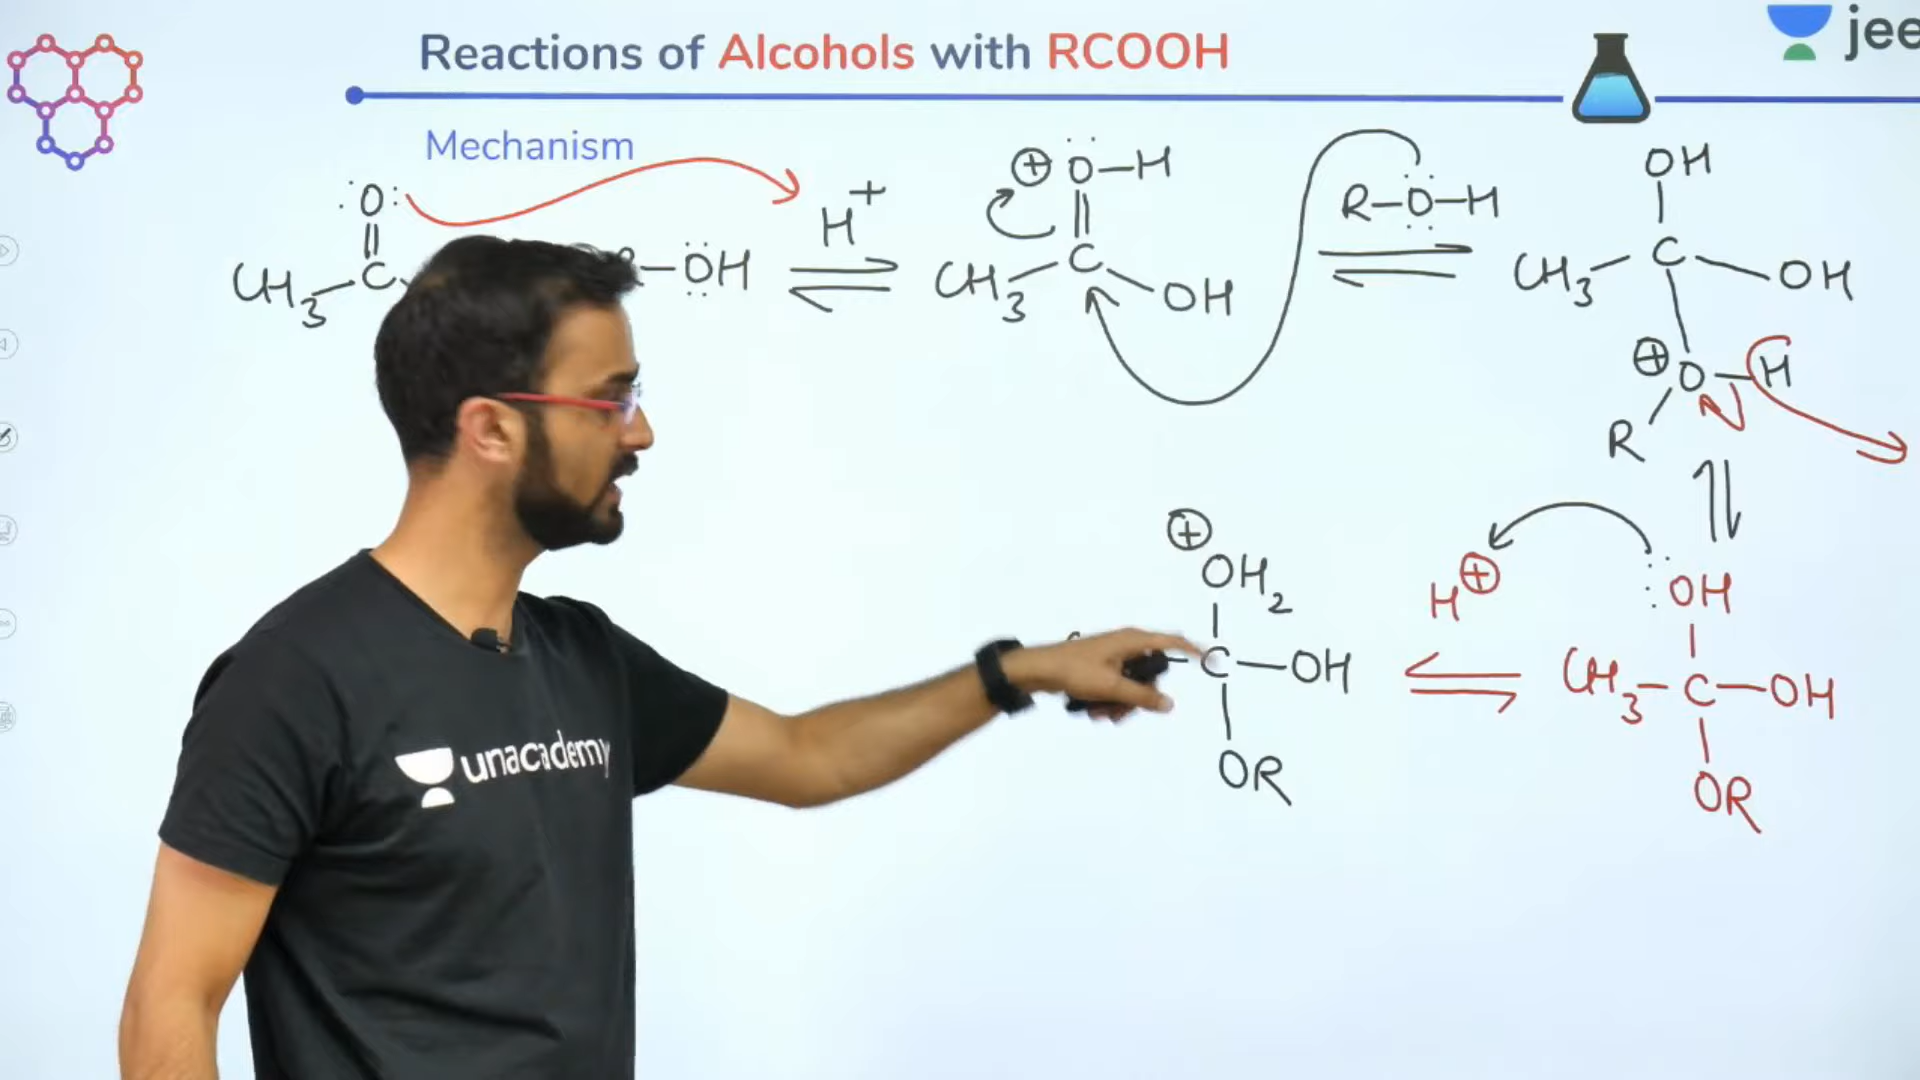 Reactions of Alcohols with RCOOH
jee
Mechanism
:O:
CH3 C
OH
H+
⊕ O–H
CH3 C OH
R–O–H
OH
CH3 C OH
⊕ O–H
R
⊕
OH2
C–OH
OR
H⊕
OH
CH3–C–OH
OR
unacademy